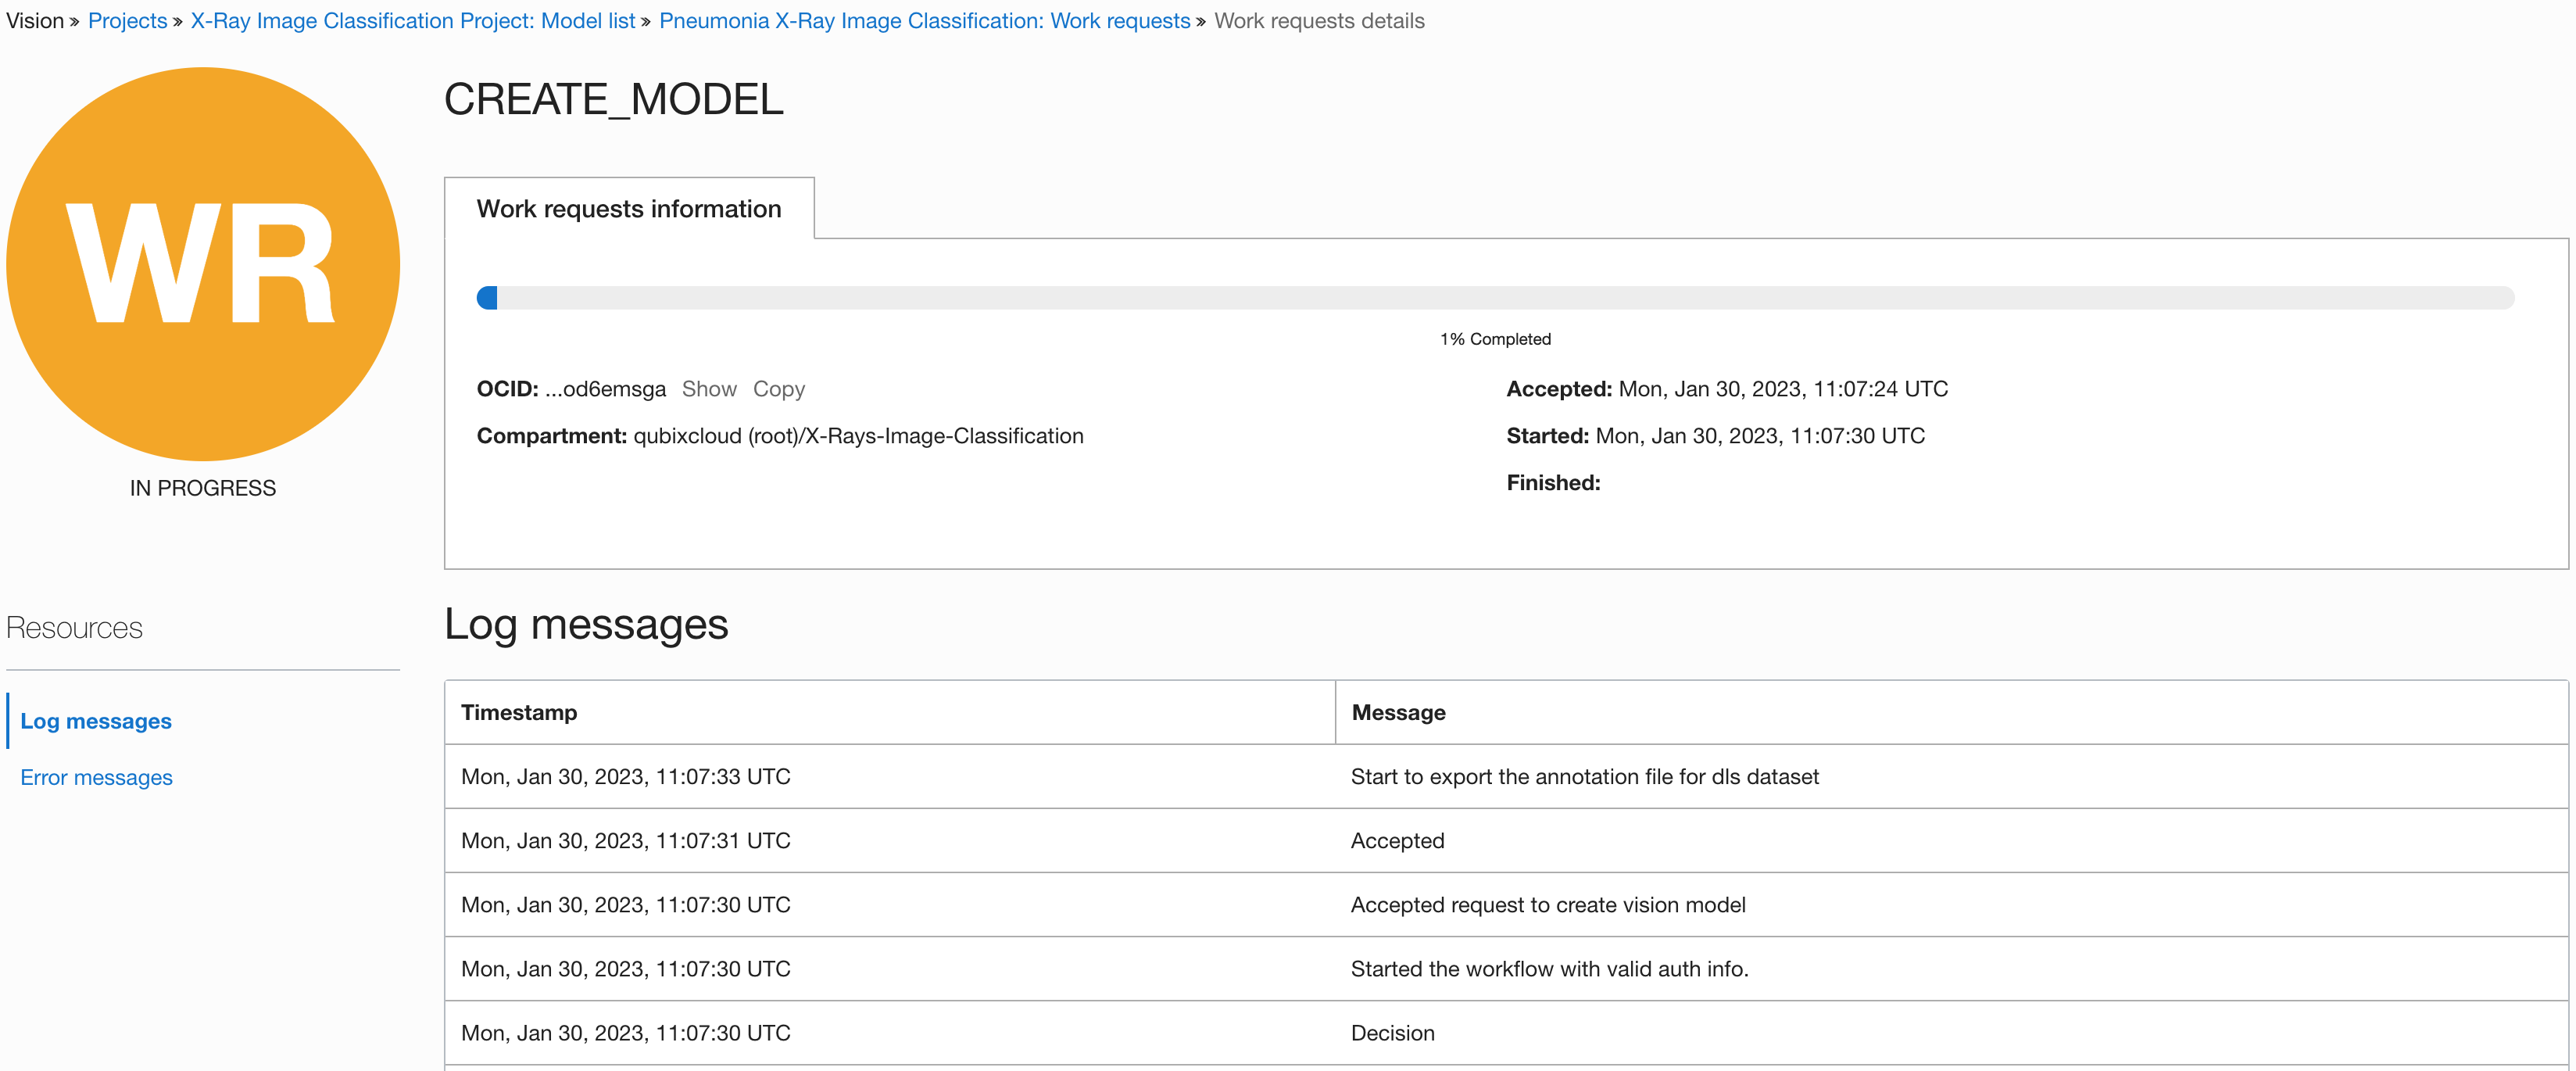 Vision » Projects » X-Ray Image Classification Project: Model list » Pneumonia X-Ray Image Classification: Work requests » Work requests details
WR
IN PROGRESS
CREATE_MODEL
Work requests information
1% Completed
OCID: ...od6emsga Show Copy
Compartment: qubixcloud (root)/X-Rays-Image-Classification
Accepted: Mon, Jan 30, 2023, 11:07:24 UTC
Started: Mon, Jan 30, 2023, 11:07:30 UTC
Finished:
Resources
Log messages
Error messages
Log messages
Timestamp Message
Mon, Jan 30, 2023, 11:07:33 UTC Start to export the annotation file for dls dataset
Mon, Jan 30, 2023, 11:07:31 UTC Accepted
Mon, Jan 30, 2023, 11:07:30 UTC Accepted request to create vision model
Mon, Jan 30, 2023, 11:07:30 UTC Started the workflow with valid auth info.
Mon, Jan 30, 2023, 11:07:30 UTC Decision